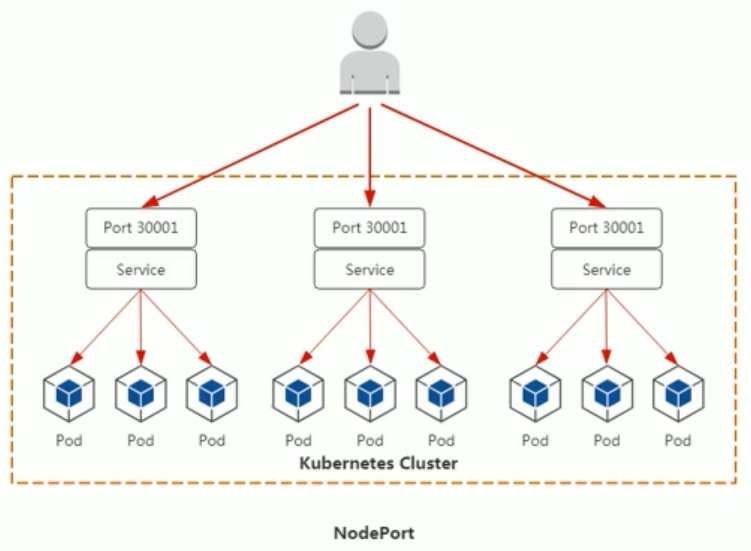 Port 30001
Port 30001
Port 30001
Service
Service
Service
Pod
Pod
Pod
Pod
Pod
Pod
Pod
Pod
Pod
Kubernetes Cluster
NodePort